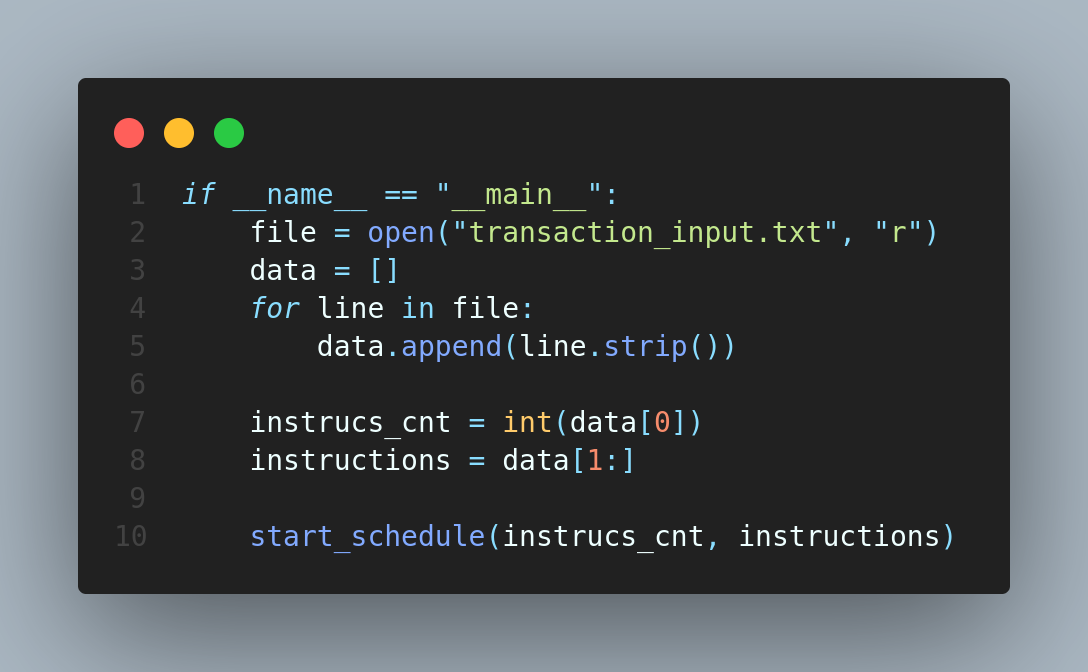 1 if __name__ == "__main__":
2     file = open("transaction_input.txt", "r")
3     data = []
4     for line in file:
5         data.append(line.strip())
6
7     instrucs_cnt = int(data[0])
8     instructions = data[1:]
9
10     start_schedule(instrucs_cnt, instructions)